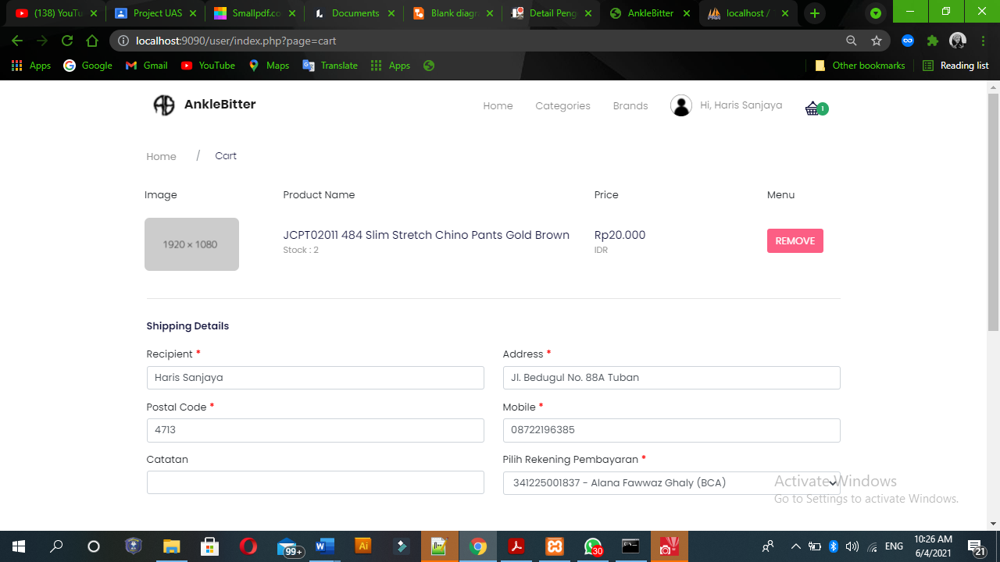 (138) YouTu Project UAS Smallpdf.co Documents Blank diagr Detail Peng AnkleBitter localhost /
localhost:9090/user/index.php?page=cart
Apps Google Gmail YouTube Maps Translate Apps Other bookmarks Reading list
AnkleBitter Home Categories Brands Hi, Haris Sanjaya 1
Home / Cart
Image Product Name Price Menu
1920 × 1080 JCPT02011 484 Slim Stretch Chino Pants Gold Brown Rp20.000 REMOVE
Stock : 2 IDR
Shipping Details
Recipient * Address *
Haris Sanjaya Jl. Bedugul No. 88A Tuban
Postal Code * Mobile *
4713 08722196385
Catatan Pilih Rekening Pembayaran *
341225001837 - Alana Fawwaz Ghaly (BCA)
Activate Windows
Go to Settings to activate Windows.
99+ Ai 30 ENG 10:26 AM 21
6/4/2021